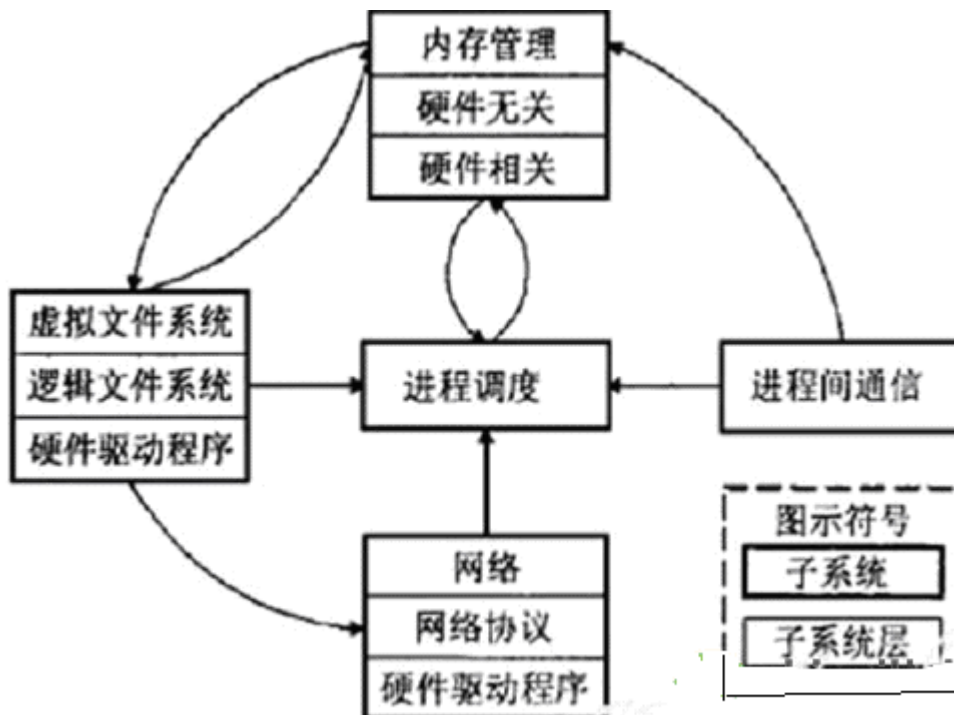 内存管理
硬件无关
硬件相关
虚拟文件系统
逻辑文件系统
硬件驱动程序
进程调度
进程间通信
网络
网络协议
硬件驱动程序
图示符号
子系统
子系统层